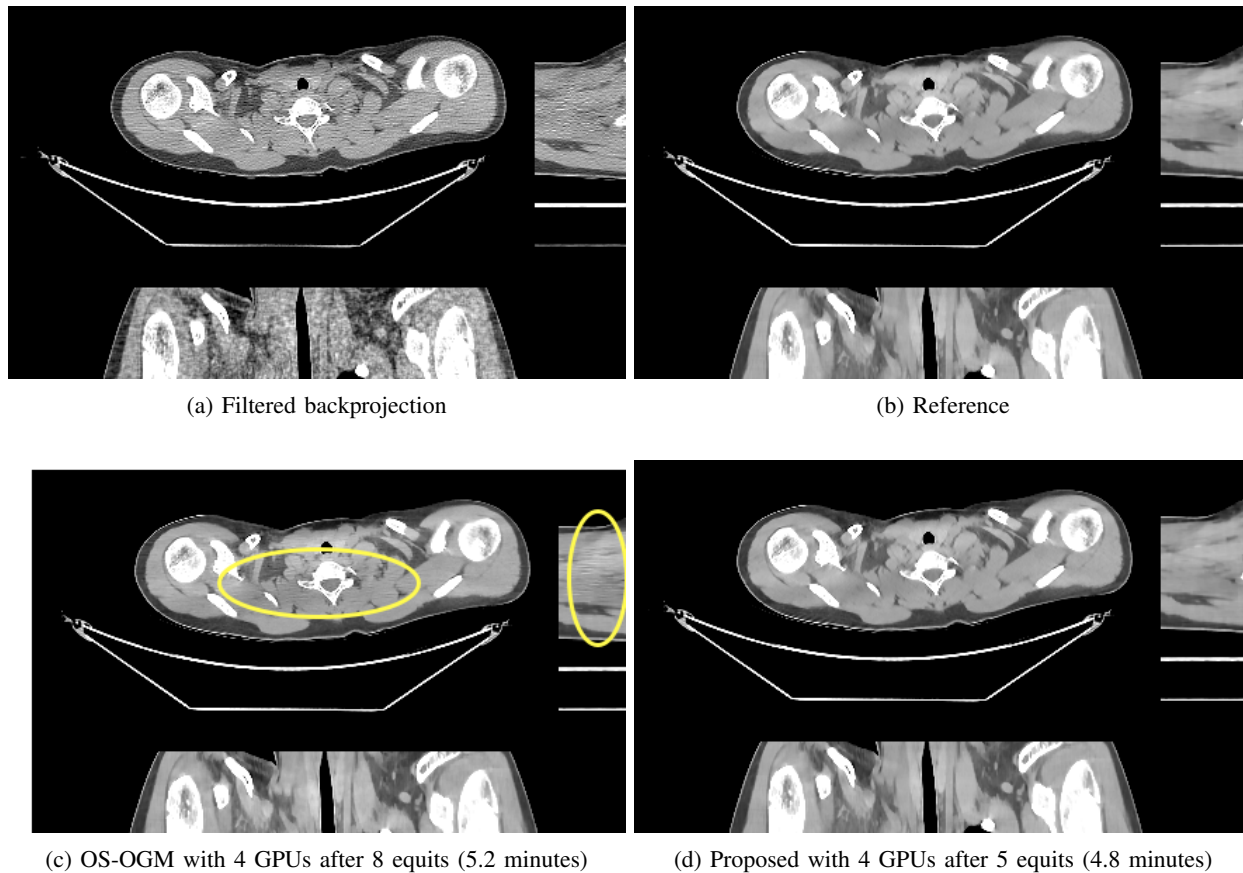 (a) Filtered backprojection
(b) Reference
(c) OS-OGM with 4 GPUs after 8 equits (5.2 minutes)
(d) Proposed with 4 GPUs after 5 equits (4.8 minutes)